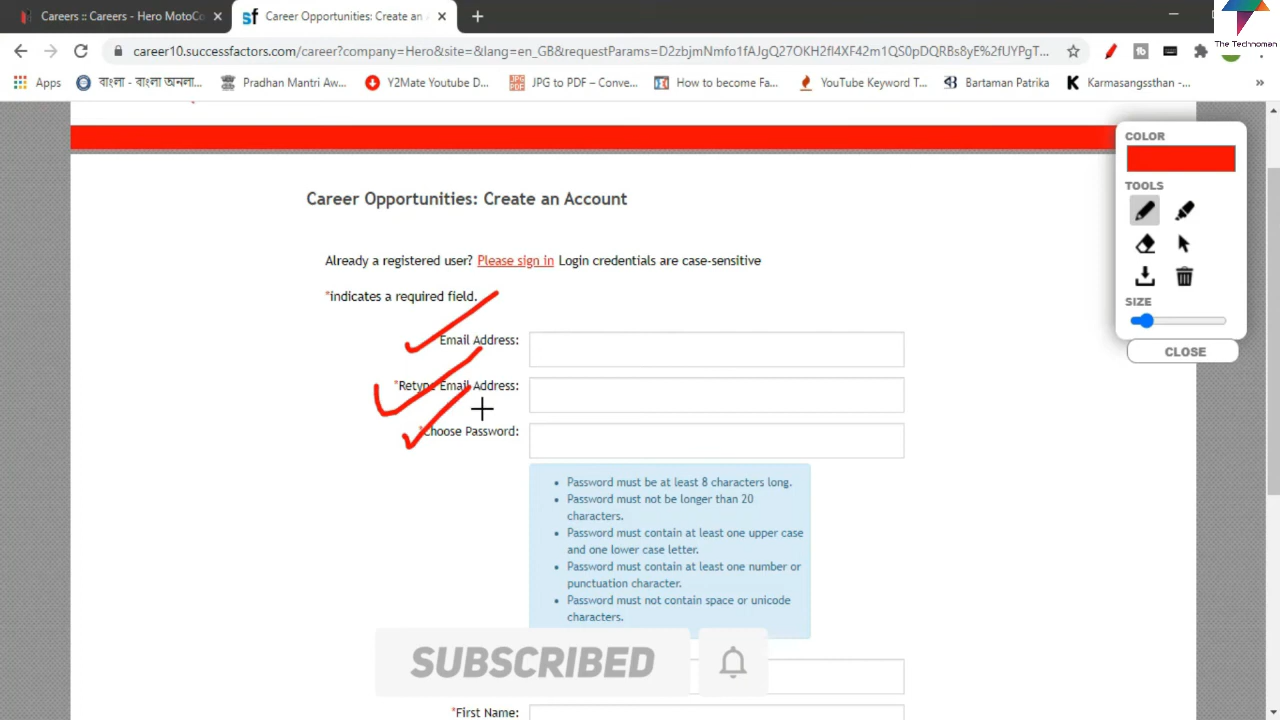 Careers :: Careers - Hero MotoCo
Career Opportunities: Create an A
The Technoman
career10.successfactors.com/career?company=Hero&site=&lang=en_GB&requestParams=D2zbjmNmfo1fAJgQ27OKH2fl4XF42m1QS0pDQRBs8yE%2fUYPgT...
Apps
বাংলা - বাংলা অনলা...
Pradhan Mantri Aw...
Y2Mate Youtube D...
JPG to PDF – Conve...
How to become Fa...
YouTube Keyword T...
Bartaman Patrika
Karmasangssthan -...
»
COLOR
TOOLS
SIZE
CLOSE
Career Opportunities: Create an Account
Already a registered user? Please sign in Login credentials are case-sensitive
*indicates a required field.
Email Address:
*Retype Email Address:
*Choose Password:
• Password must be at least 8 characters long.
• Password must not be longer than 20
characters.
• Password must contain at least one upper case
and one lower case letter.
• Password must contain at least one number or
punctuation character.
• Password must not contain space or unicode
characters.
SUBSCRIBED
*First Name: